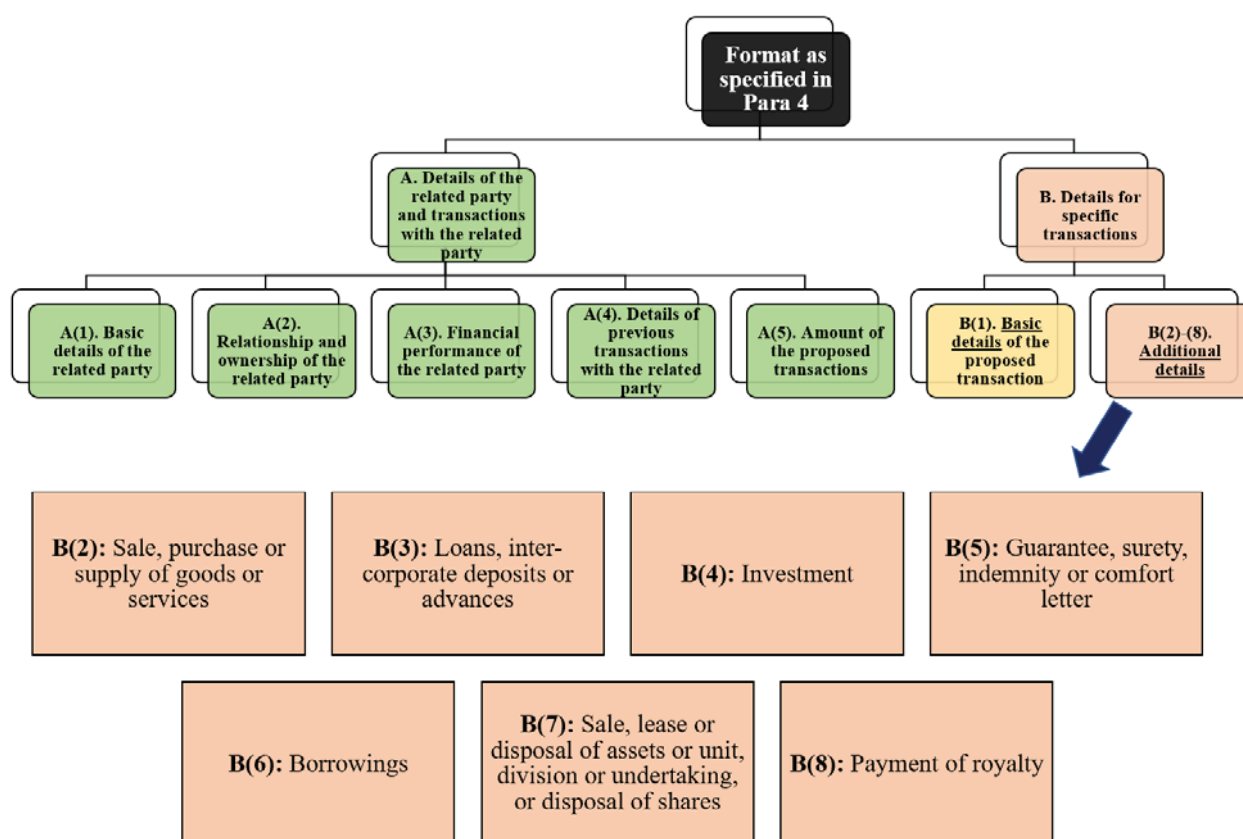 Format as
specified in
Para 4
A. Details of the
related party
and transactions
with the related
party
B. Details for
specific
transactions
A(1). Basic
details of the
related party
A(2).
Relationship and
ownership of the
related party
A(3). Financial
performance of
the related party
A(4). Details of
previous
transactions with
the related
party
A(5). Amount of
the proposed
transactions
B(1). Basic
details of the
proposed
transaction
B(2)-(8).
Additional
details
B(2): Sale, purchase or
supply of goods or
services
B(3): Loans, inter-
corporate deposits or
advances
B(4): Investment
B(5): Guarantee, surety,
indemnity or comfort
letter
B(6): Borrowings
B(7): Sale, lease or
disposal of assets or unit,
division or undertaking,
or disposal of shares
B(8): Payment of royalty